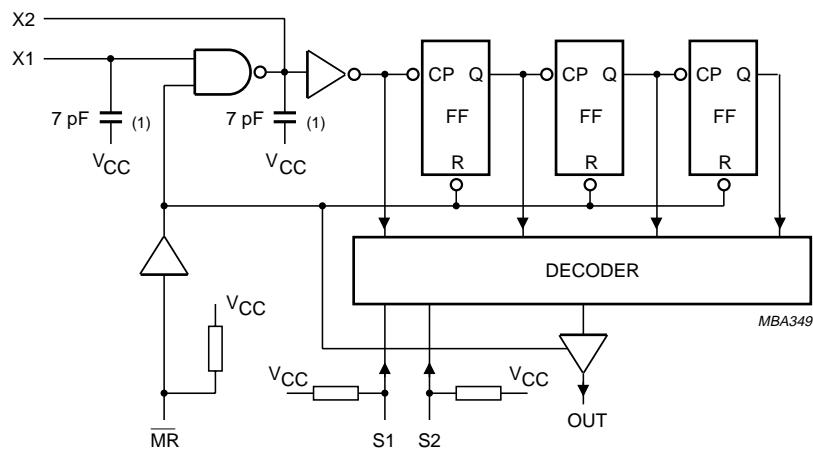 X2
X1
CP Q
CP Q
CP Q
FF
FF
FF
7 pF (1)
7 pF (1)
VCC
VCC
R
R
R
DECODER
MBA349
VCC
VCC
VCC
MR
S1
S2
OUT